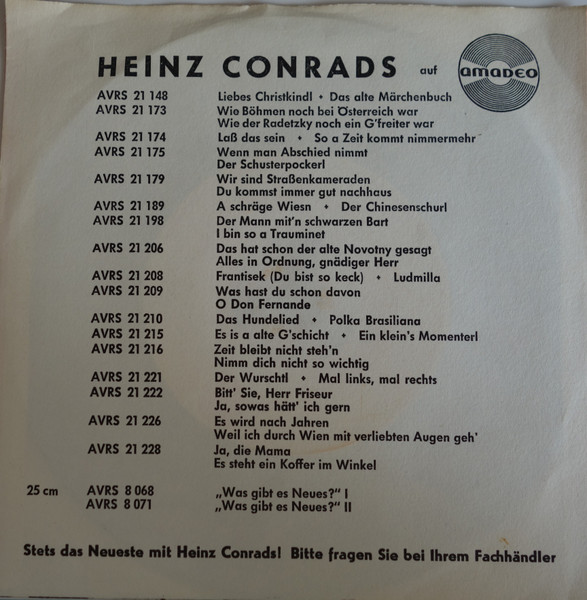 HEINZ CONRADS auf amadeo
AVRS 21 148 Liebes Christkindl • Das alte Märchenbuch
AVRS 21 173 Wie Böhmen noch bei Österreich war
Wie der Radetzky noch ein G'freiter war
AVRS 21 174 Laß das sein • So a Zeit kommt nimmermehr
AVRS 21 175 Wenn man Abschied nimmt
Der Schusterpockerl
AVRS 21 179 Wir sind Straßenkameraden
Du kommst immer gut nachhaus
AVRS 21 189 A schräge Wiesn • Der Chinesenschurl
AVRS 21 198 Der Mann mit'n schwarzen Bart
I bin so a Trauminet
AVRS 21 206 Das hat schon der alte Novotny gesagt
Alles in Ordnung, gnädiger Herr
AVRS 21 208 Frantisek (Du bist so keck) • Ludmilla
AVRS 21 209 Was hast du schon davon
O Don Fernande
AVRS 21 210 Das Hundelied • Polka Brasiliana
AVRS 21 215 Es is a alte G'schicht • Ein klein's Momenterl
AVRS 21 216 Zeit bleibt nicht steh'n
Nimm dich nicht so wichtig
AVRS 21 221 Der Wurschtl • Mal links, mal rechts
AVRS 21 222 Bitt' Sie, Herr Friseur
Ja, sowas hätt' ich gern
AVRS 21 226 Es wird nach Jahren
Weil ich durch Wien mit verliebten Augen geh'
AVRS 21 228 Ja, die Mama
Es steht ein Koffer im Winkel
25 cm AVRS 8 068 „Was gibt es Neues?“ I
AVRS 8 071 „Was gibt es Neues?“ II
Stets das Neueste mit Heinz Conrads! Bitte fragen Sie bei Ihrem Fachhändler